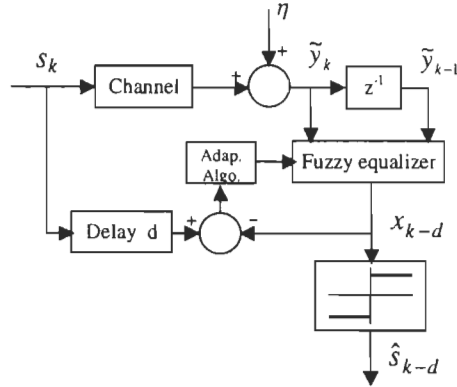 η
+
s_k
Channel
+
ỹ_k
z⁻¹
ỹ_{k-1}
Adap.
Algo.
Fuzzy equalizer
Delay d
+
-
x_{k-d}
ŝ_{k-d}